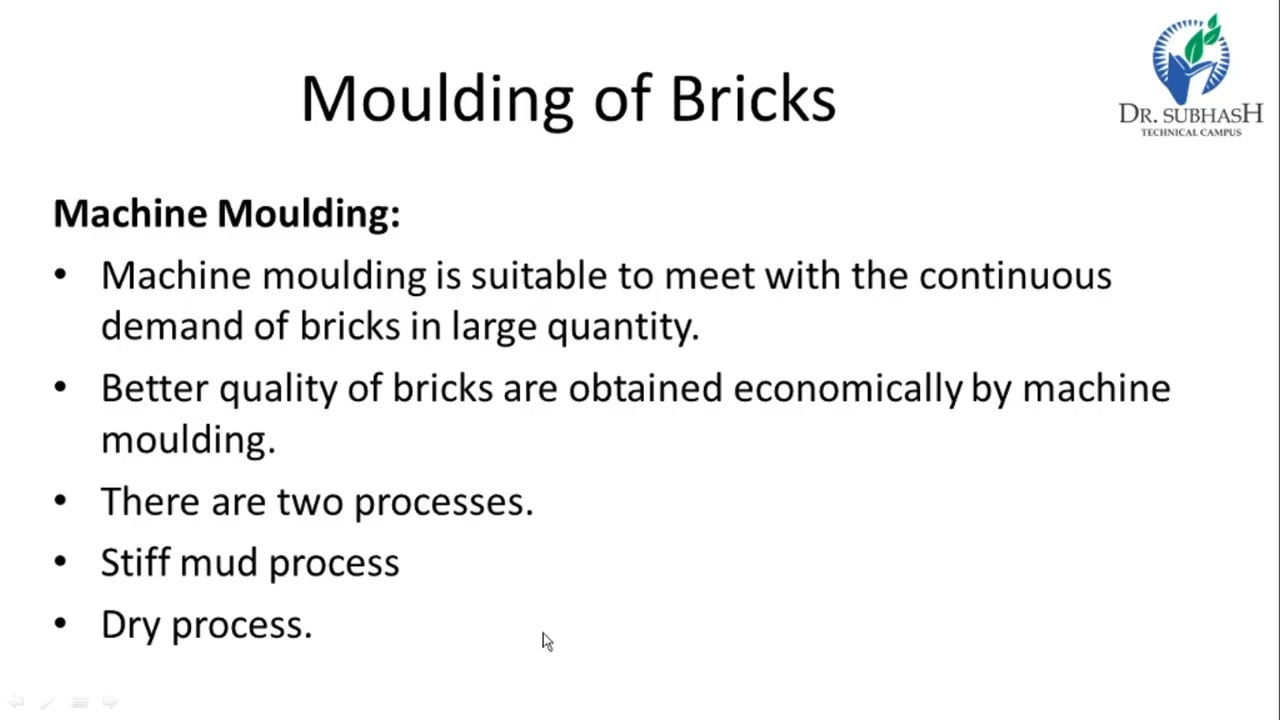 Moulding of Bricks
DR. SUBHASH
TECHNICAL CAMPUS
Machine Moulding:
• Machine moulding is suitable to meet with the continuous
demand of bricks in large quantity.
• Better quality of bricks are obtained economically by machine
moulding.
• There are two processes.
• Stiff mud process
• Dry process.